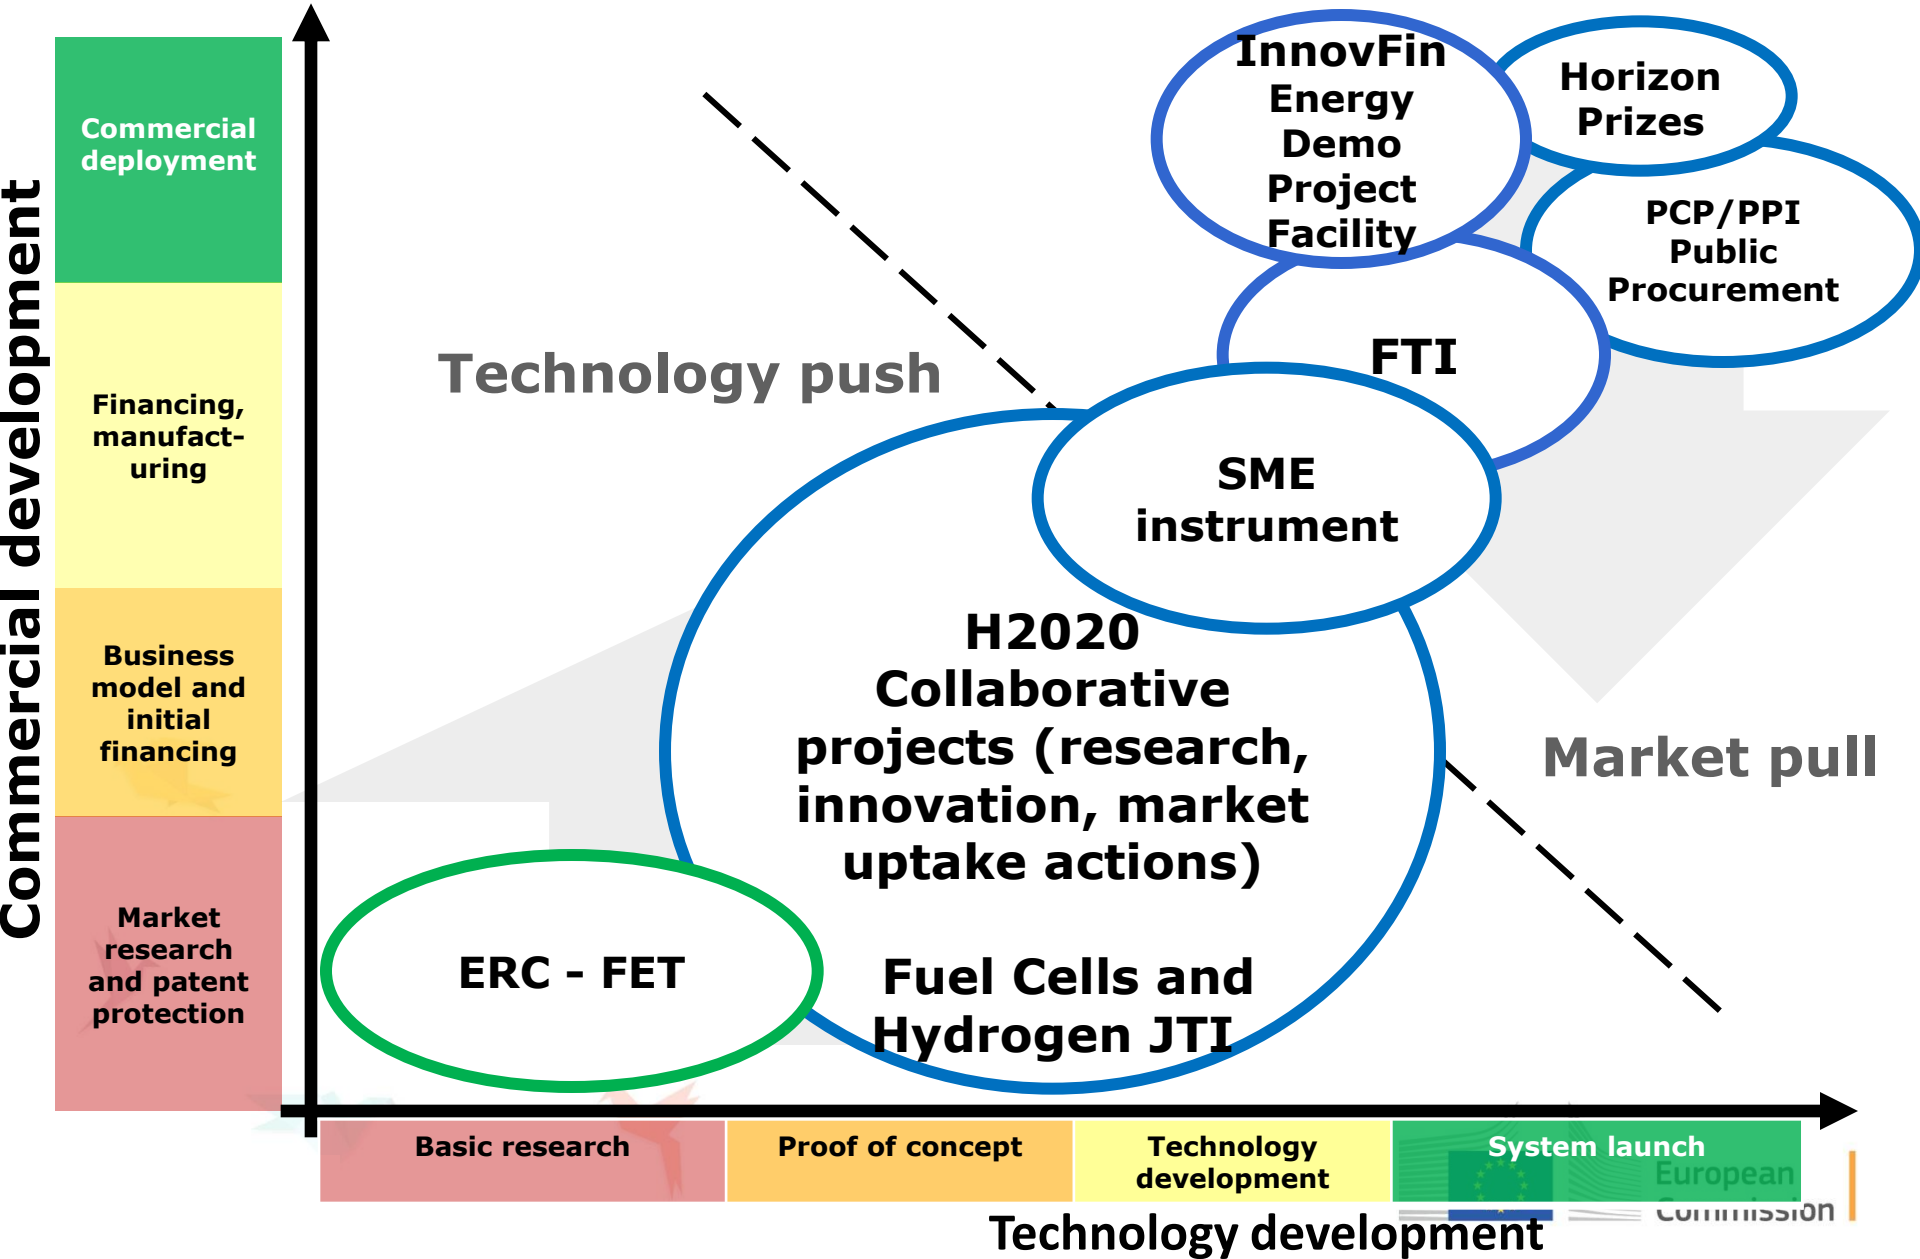 Commercial development
Commercial
deployment
Financing,
manufact-
uring
Business
model and
initial
financing
Market
research
and patent
protection
InnovFin
Energy
Demo
Project
Facility
Horizon
Prizes
PCP/PPI
Public
Procurement
FTI
Technology push
SME
instrument
H2020
Collaborative
projects (research,
innovation, market
uptake actions)
Market pull
Fuel Cells and
Hydrogen JTI
ERC - FET
Basic research
Proof of concept
Technology
development
System launch
European
Commission
Technology development